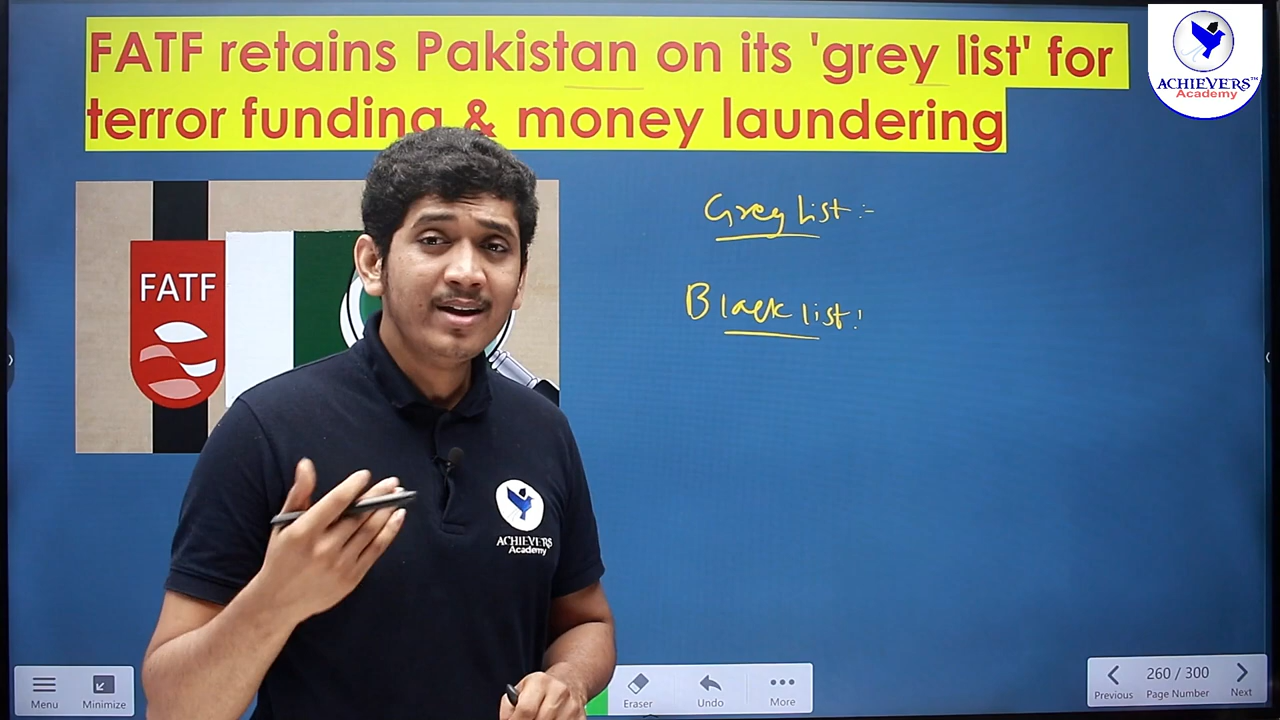 FATF retains Pakistan on its 'grey list' for
terror funding & money laundering
ACHIEVERS™
Academy
FATF
Grey List :-
Black list :
ACHIEVERS
Academy
Menu
Minimize
Eraser
Undo
More
260 / 300
Previous
Page Number
Next